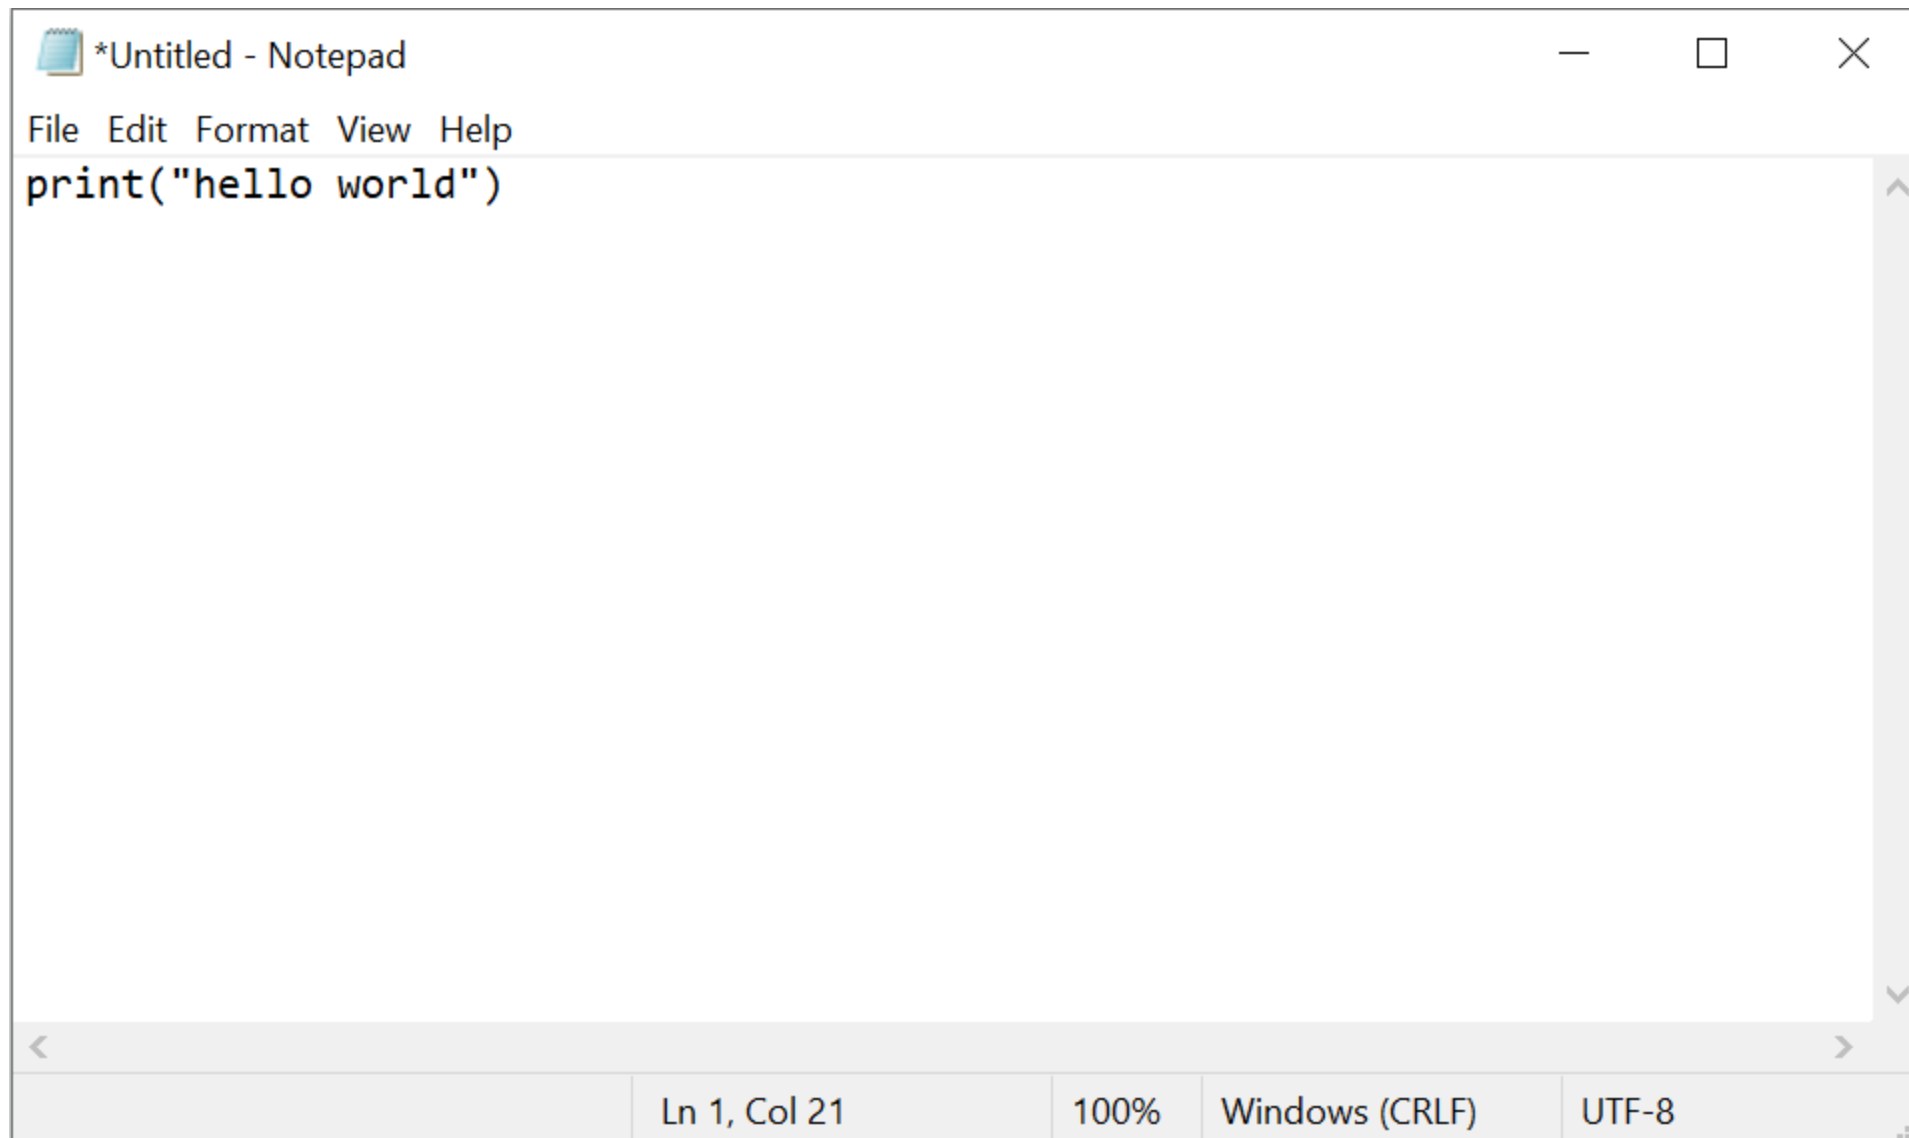 *Untitled - Notepad
File Edit Format View Help
print("hello world")
Ln 1, Col 21 100% Windows (CRLF) UTF-8